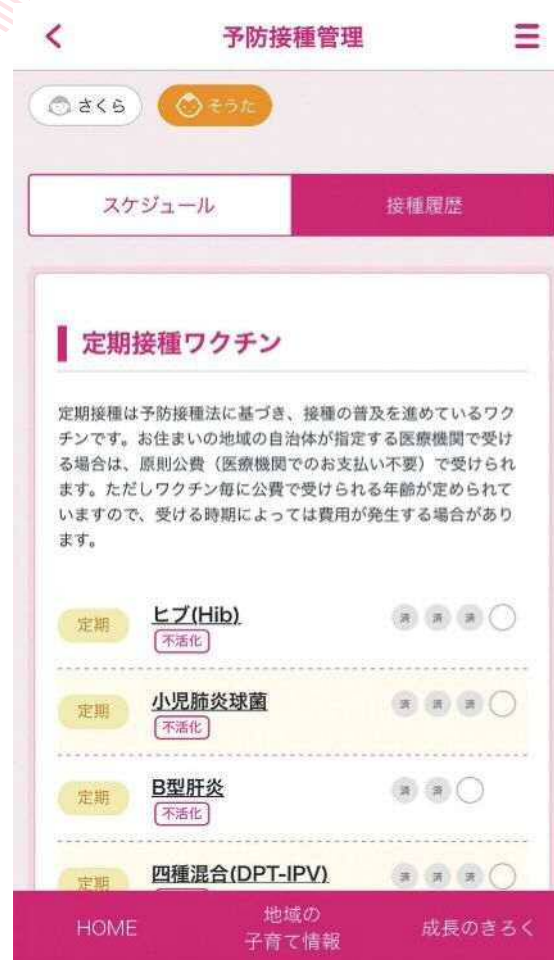 予防接種管理
さくら
そうた
スケジュール
接種履歴
定期接種ワクチン
定期接種は予防接種法に基づき、接種の普及を進めているワク
チンです。お住まいの地域の自治体が指定する医療機関で受け
る場合は、原則公費（医療機関でのお支払い不要）で受けられ
ます。ただしワクチン毎に公費で受けられる年齢が定められて
いますので、受ける時期によっては費用が発生する場合があり
ます。
定期 ヒブ(Hib) 済 済 済
不活化
定期 小児肺炎球菌 済 済 済
不活化
定期 B型肝炎 済 済
不活化
定期 四種混合(DPT-IPV) 済 済 済
HOME
地域の
子育て情報
成長のきろく